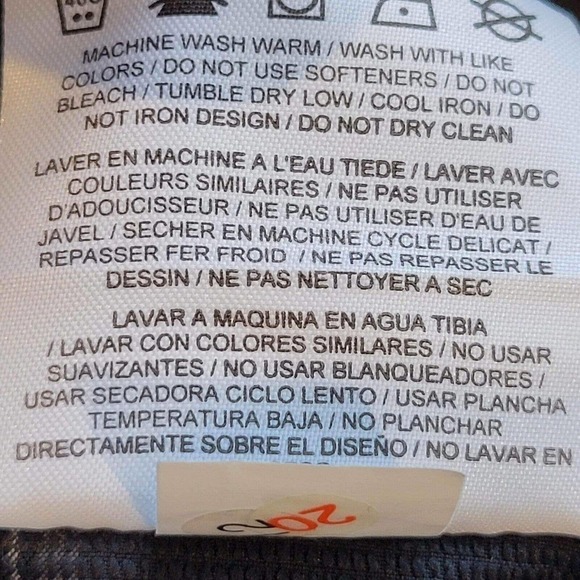 40C
MACHINE WASH WARM / WASH WITH LIKE
COLORS / DO NOT USE SOFTENERS / DO NOT
BLEACH / TUMBLE DRY LOW / COOL IRON / DO
NOT IRON DESIGN / DO NOT DRY CLEAN
LAVER EN MACHINE A L'EAU TIEDE / LAVER AVEC
COULEURS SIMILAIRES / NE PAS UTILISER
D'ADOUCISSEUR / NE PAS UTILISER D'EAU DE
JAVEL / SECHER EN MACHINE CYCLE DELICAT /
REPASSER FER FROID / NE PAS REPASSER LE
DESSIN / NE PAS NETTOYER A SEC
LAVAR A MAQUINA EN AGUA TIBIA
/ LAVAR CON COLORES SIMILARES / NO USAR
SUAVIZANTES / NO USAR BLANQUEADORES /
USAR SECADORA CICLO LENTO / USAR PLANCHA
TEMPERATURA BAJA / NO PLANCHAR
DIRECTAMENTE SOBRE EL DISEÑO / NO LAVAR EN